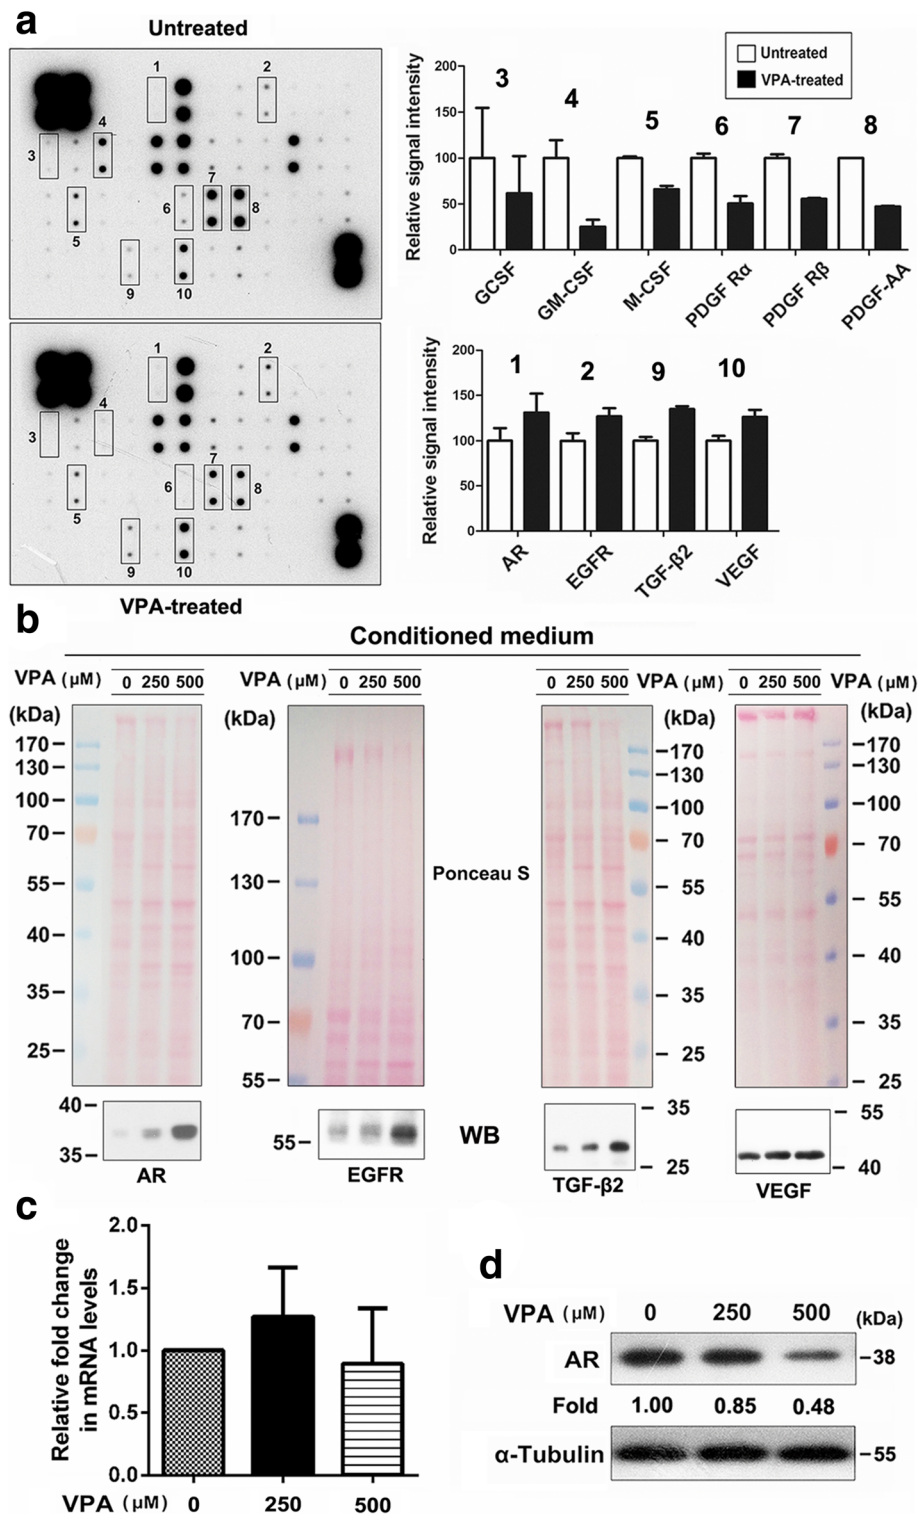 a
Untreated
1
2
3
4
5
6
7
8
9
10
1
2
3
4
5
6
7
8
9
10
VPA-treated
Untreated
VPA-treated
Relative signal intensity
200
150
100
50
0
3
4
5
6
7
8
GCSF
GM-CSF
M-CSF
PDGF Rα
PDGF Rβ
PDGF-AA
Relative signal intensity
200
150
100
50
0
1
2
9
10
AR
EGFR
TGF-β2
VEGF
b
Conditioned medium
VPA (μM) 0 250 500
VPA (μM) 0 250 500
0 250 500 VPA (μM)
0 250 500 VPA (μM)
(kDa)
170
130
100
70
55
40
35
25
40
35
AR
(kDa)
170
130
100
70
55
55
EGFR
Ponceau S
WB
(kDa)
170
130
100
70
55
40
35
25
35
25
TGF-β2
(kDa)
170
130
100
70
55
40
35
25
55
40
VEGF
c
Relative fold change
in mRNA levels
2.0
1.5
1.0
0.5
0.0
VPA (μM) 0 250 500
d
VPA (μM) 0 250 500 (kDa)
AR 38
Fold 1.00 0.85 0.48
α-Tubulin 55